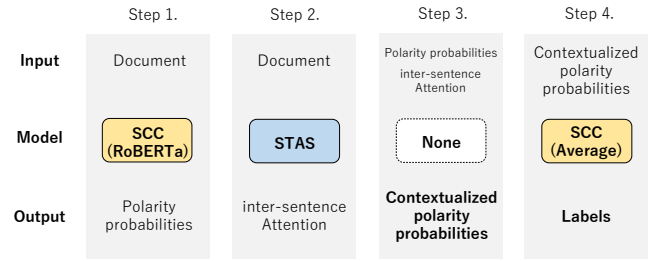 Step 1. Step 2. Step 3. Step 4.
Input
Document
Document
Polarity probabilities
inter-sentence
Attention
Contextualized
polarity
probabilities
Model
SCC
(RoBERTa)
STAS
None
SCC
(Average)
Output
Polarity
probabilities
inter-sentence
Attention
Contextualized
polarity
probabilities
Labels